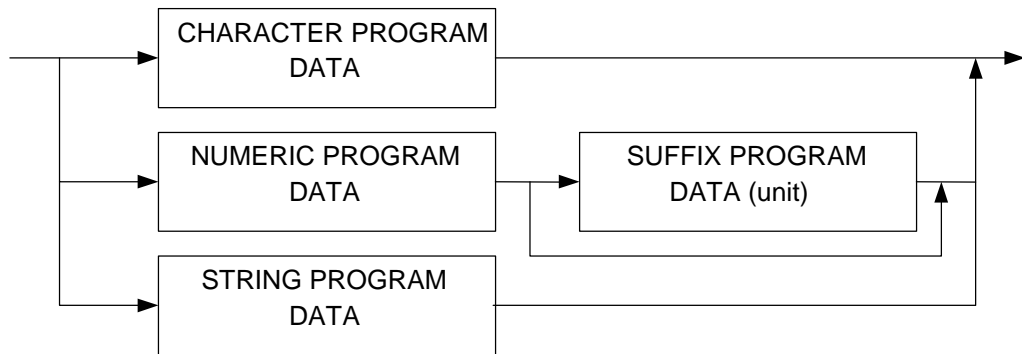 CHARACTER PROGRAM
DATA
NUMERIC PROGRAM
DATA
SUFFIX PROGRAM
DATA (unit)
STRING PROGRAM
DATA